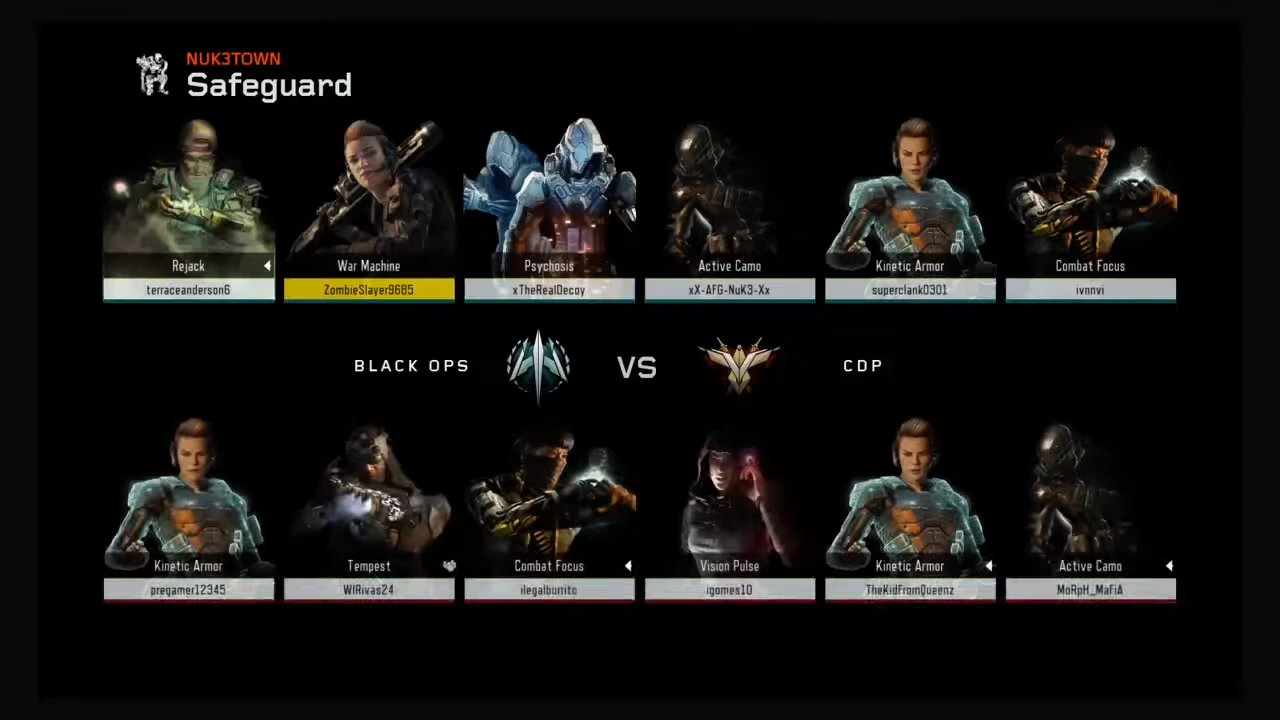 NUK3TOWN
Safeguard
Rejack
War Machine
Psychosis
Active Camo
Kinetic Armor
Combat Focus
terraceanderson6
ZombieSlayer9685
xTheRealDecoy
xX-AFG-NuK3-Xx
superclank0301
ivnnvi
BLACK OPS
VS
CDP
Kinetic Armor
Tempest
Combat Focus
Vision Pulse
Kinetic Armor
Active Camo
pregamer12345
WIRivas24
ilegalburrito
igomes10
TheKidFromQueenz
MoRpH_MaFiA